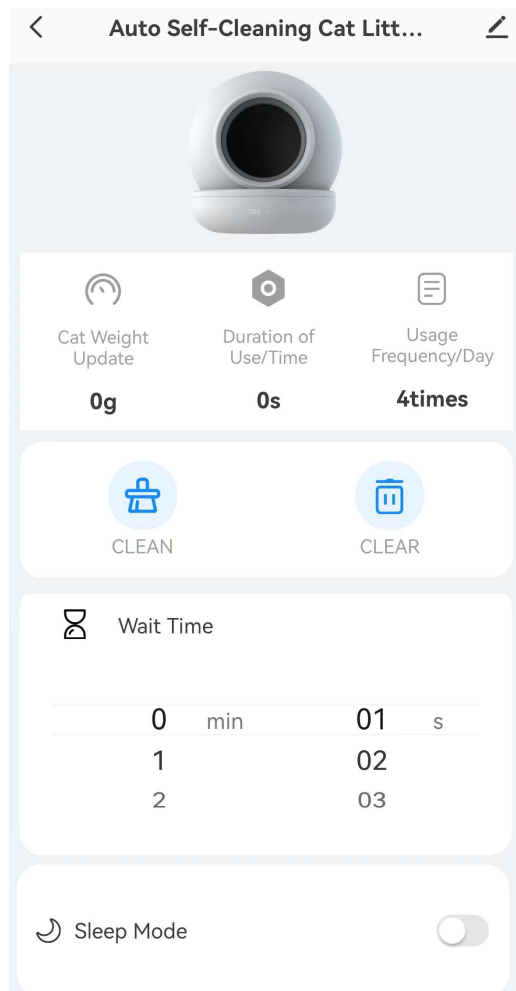 Auto Self-Cleaning Cat Litt...
Cat Weight
Update
Duration of
Use/Time
Usage
Frequency/Day
0g
0s
4times
CLEAN
CLEAR
Wait Time
0 min 01 s
1 02
2 03
Sleep Mode